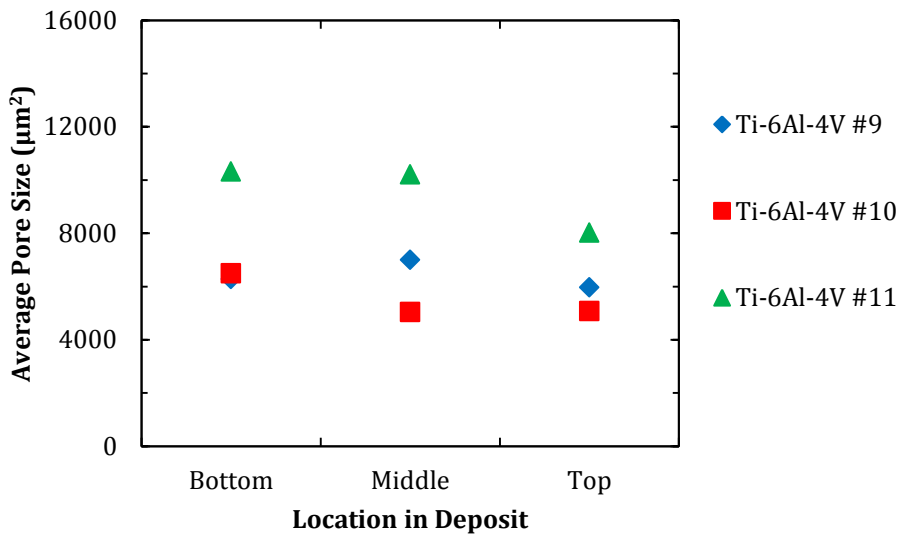 16000
12000
8000
4000
0
Average Pore Size (µm²)
Bottom Middle Top
Location in Deposit
Ti-6Al-4V #9
Ti-6Al-4V #10
Ti-6Al-4V #11